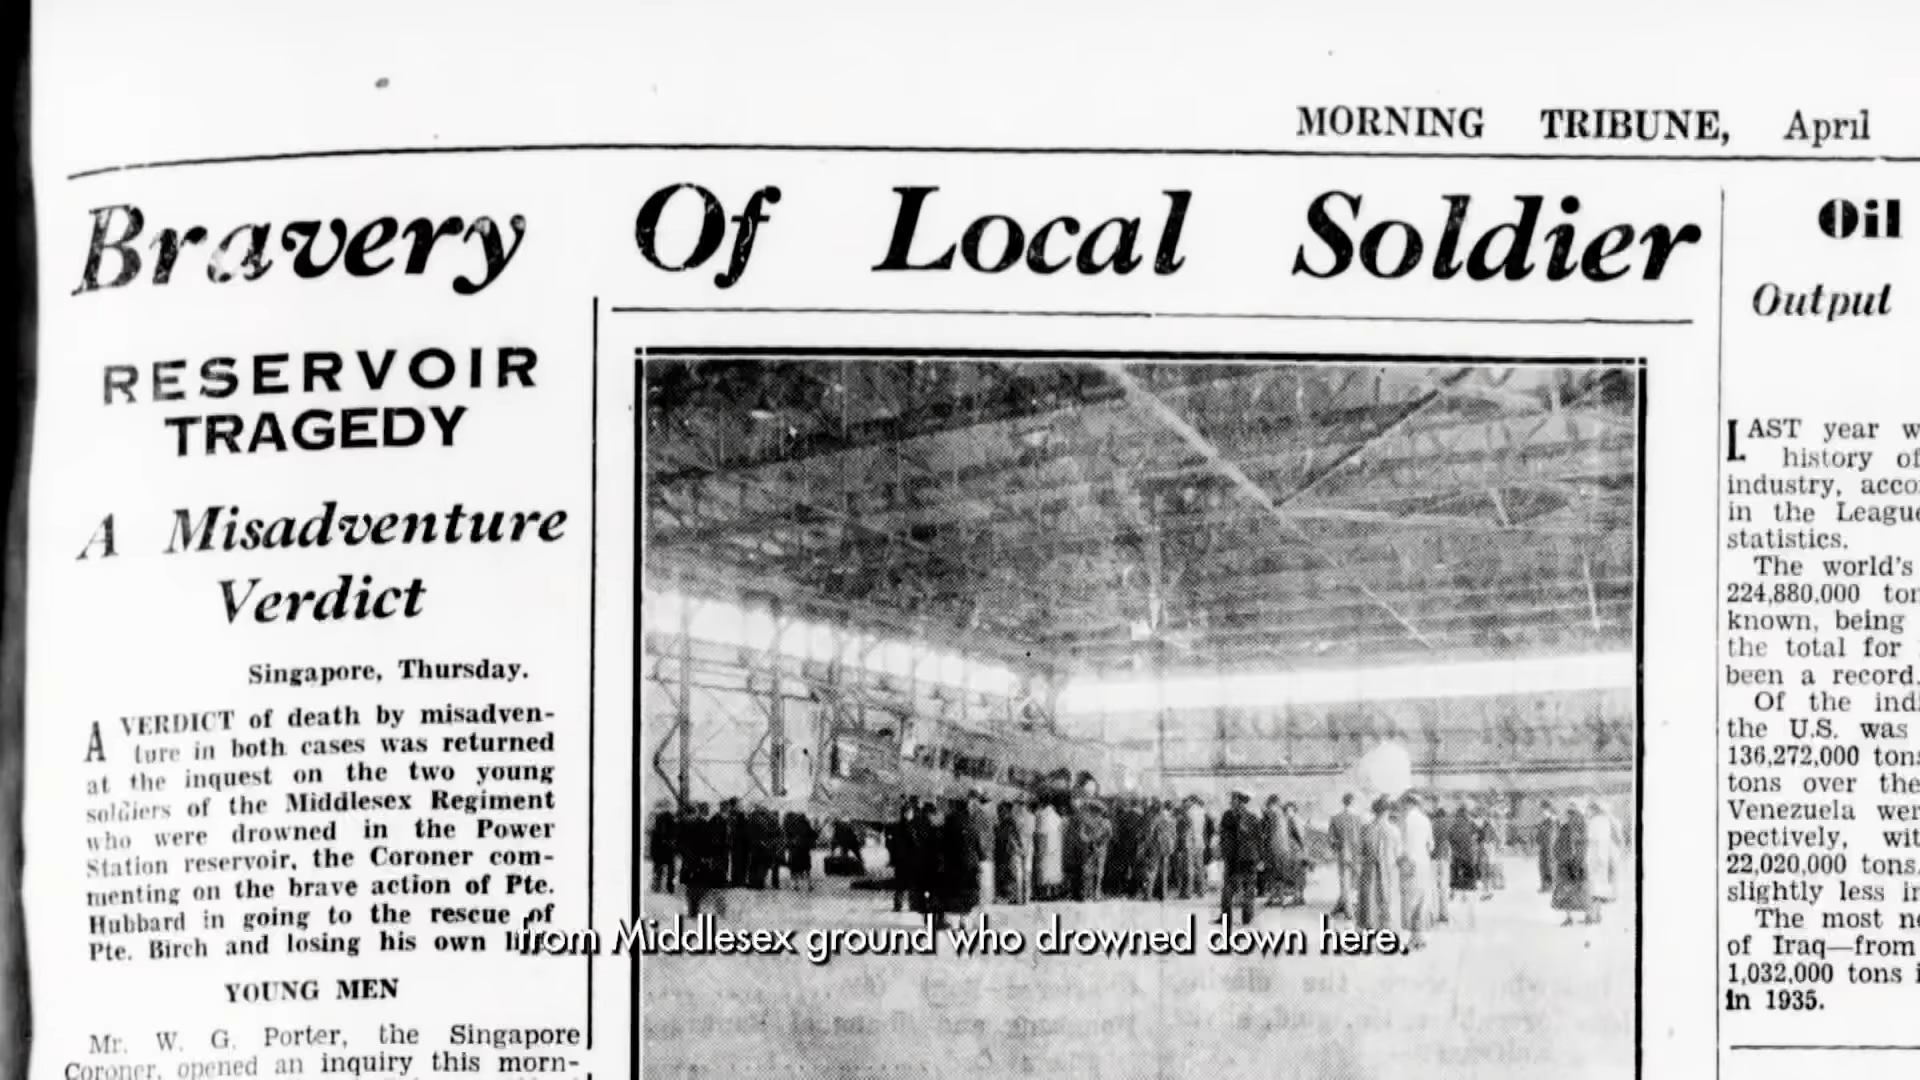 MORNING TRIBUNE, April
Bravery Of Local Soldier
RESERVOIR
TRAGEDY
A Misadventure
Verdict
Singapore, Thursday.
A VERDICT of death by misadven-
ture in both cases was returned
at the inquest on the two young
soldiers of the Middlesex Regiment
who were drowned in the Power
Station reservoir, the Coroner com-
menting on the brave action of Pte.
Hubbard in going to the rescue of
Pte. Birch and losing his own
YOUNG MEN
Mr. W. G. Porter, the Singapore
Coroner, opened an inquiry this morn-
Oil
Output
LAST year w
history of
industry, acco
in the League
statistics.
The world's
224,880,000 ton
known, being
the total for
been a record.
Of the ind
the U.S. was
136,272,000 tons
tons over the
Venezuela wer
pectively, wit
22,020,000 tons
slightly less in
The most n
of Iraq—from
1,032,000 tons i
in 1935.
from Middlesex ground who drowned down here.